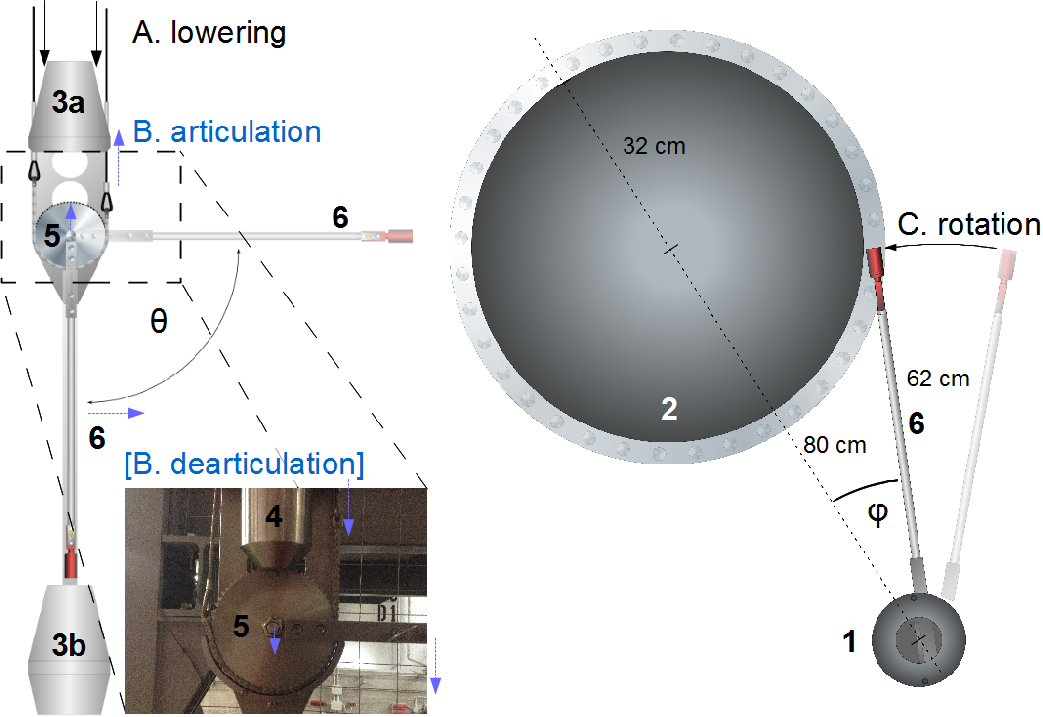 A. lowering
3a
B. articulation
5
6
θ
6
[B. dearticulation]
4
5
3b
32 cm
C. rotation
62 cm
2
6
80 cm
φ
1